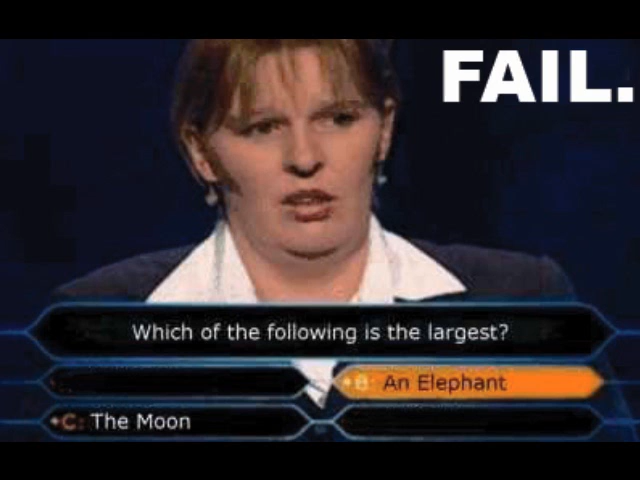 FAIL.
Which of the following is the largest?
B: An Elephant
C: The Moon